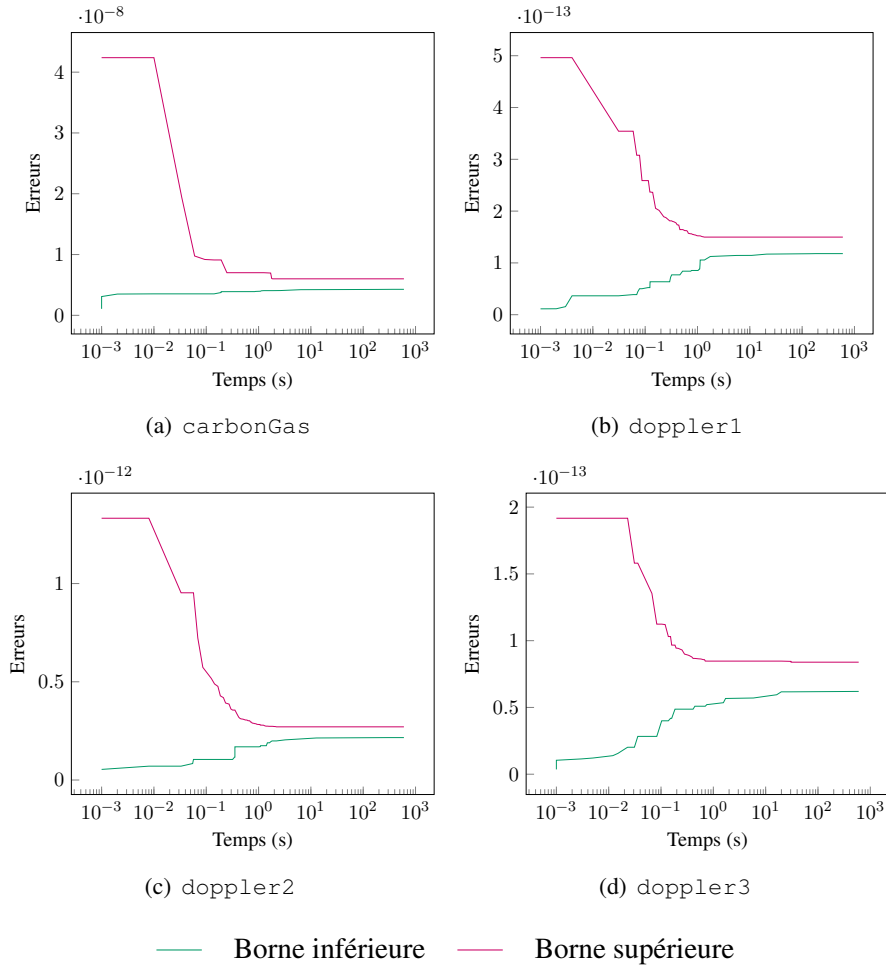 ·10⁻⁸
4
3
2
1
0
Erreurs
10⁻³ 10⁻² 10⁻¹ 10⁰ 10¹ 10² 10³
Temps (s)
(a) carbonGas
·10⁻¹³
5
4
3
2
1
0
Erreurs
10⁻³ 10⁻² 10⁻¹ 10⁰ 10¹ 10² 10³
Temps (s)
(b) doppler1
·10⁻¹²
1
0.5
0
Erreurs
10⁻³ 10⁻² 10⁻¹ 10⁰ 10¹ 10² 10³
Temps (s)
(c) doppler2
·10⁻¹³
2
1.5
1
0.5
0
Erreurs
10⁻³ 10⁻² 10⁻¹ 10⁰ 10¹ 10² 10³
Temps (s)
(d) doppler3
Borne inférieure Borne supérieure